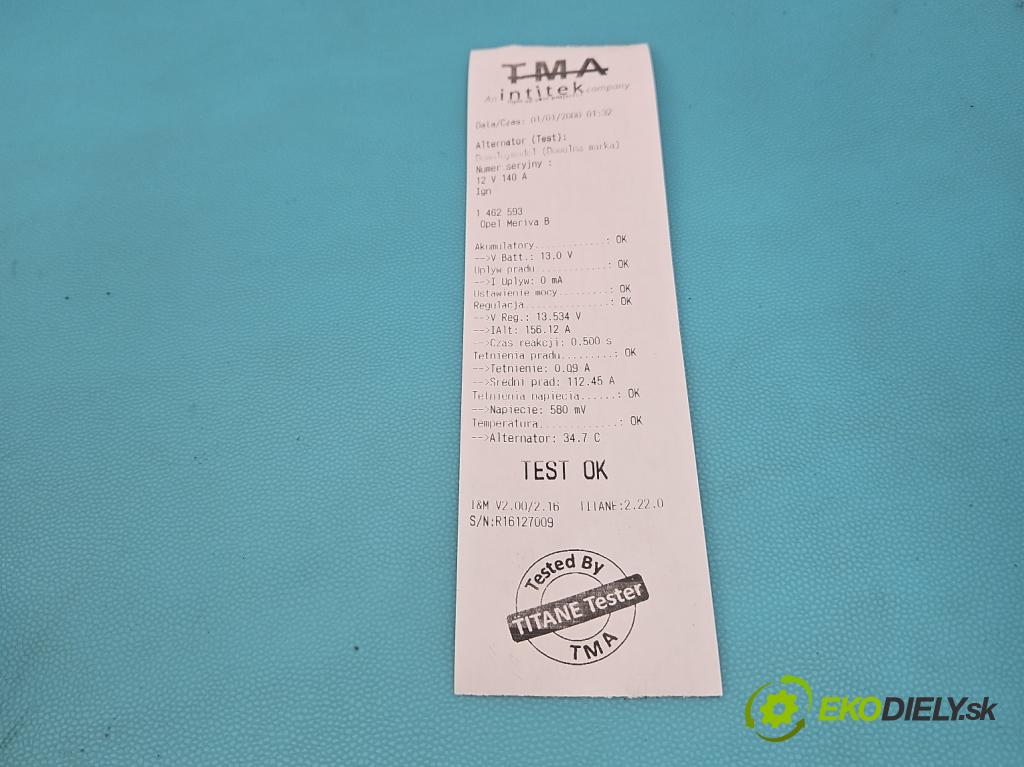 TMA
An intitek company
Data/Czas: 01/01/2000 01:32
Alternator (Test):
(Dowolna marka)
Numer seryjny :
12 V 140 A
Ign
1 462 593
Opel Meriva B
Akumulatory..............: OK
-->V Batt.: 13.0 V
Uplyw pradu.............: OK
-->I Uplyw: 0 mA
Ustawienie mocy.........: OK
Regulacja...............: OK
-->V Reg.: 13.534 V
-->IAlt: 156.12 A
-->Czas reakcji: 0.500 s
Tetnienia pradu.........: OK
-->Tetnienie: 0.09 A
-->Sredni prad: 112.45 A
Tetnienia napiecia......: OK
-->Napiecie: 580 mV
Temperatura.............: OK
-->Alternator: 34.7 C
TEST OK
I&M V2.00/2.16 TITANE:2.22.0
S/N:R16127009
Tested By
TITANE Tester
TMA
EKODIELY.sk